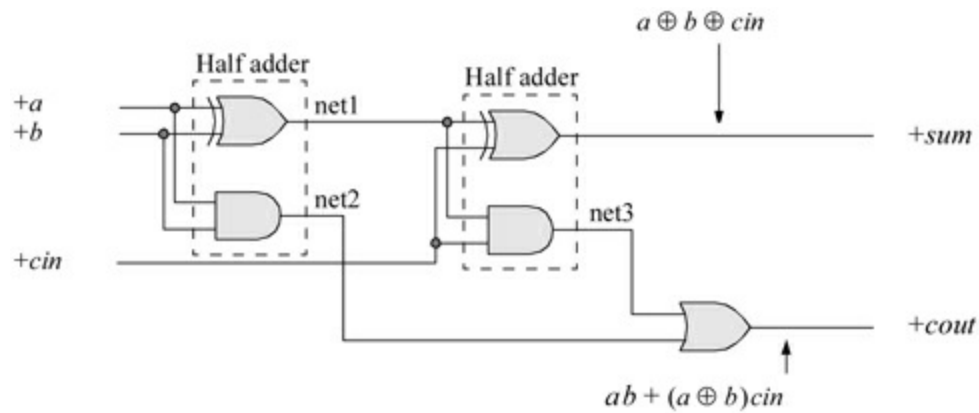 a ⊕ b ⊕ cin
Half adder
Half adder
+a
net1
+b
+sum
net2
net3
+cin
+cout
ab + (a ⊕ b)cin